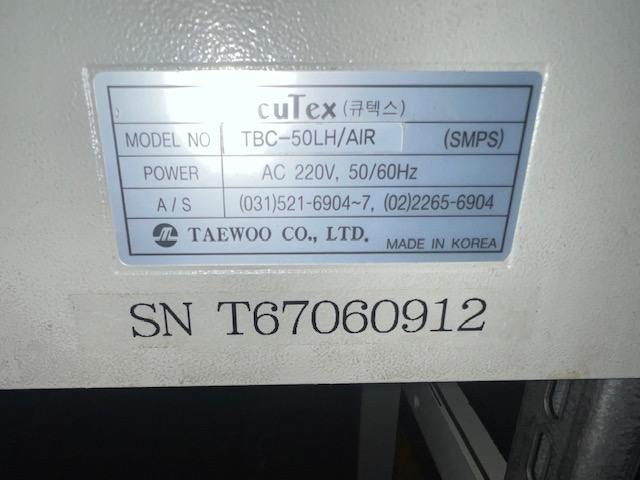 cuTex (큐텍스)
MODEL NO TBC-50LH/AIR (SMPS)
POWER AC 220V, 50/60Hz
A / S (031)521-6904~7, (02)2265-6904
TAEWOO CO., LTD. MADE IN KOREA
SN T67060912